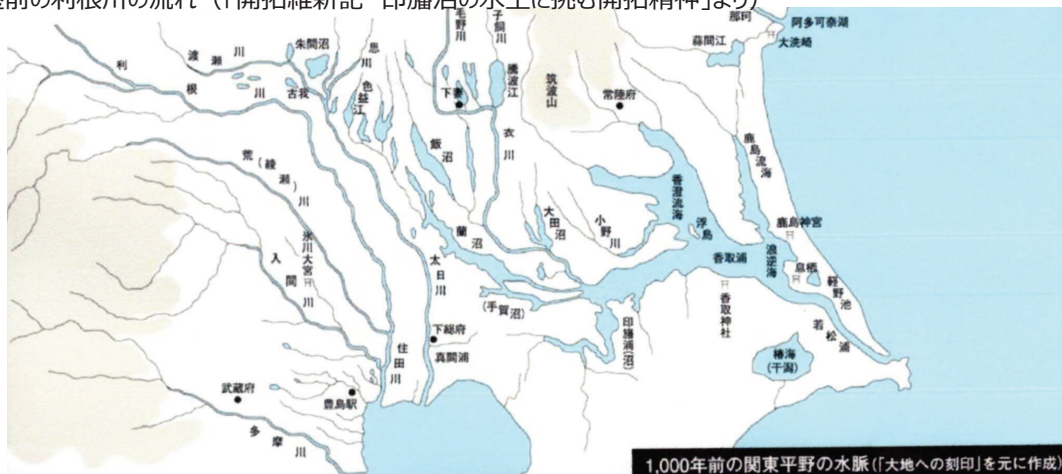 前の利根川の流れ (「開拓維新記 印旛沼の水土に挑む開拓精神」より)
那珂
阿多可奈湖
大洗崎
蒜間江
朱間沼
渡瀬川
思川
毛野川
子飼川
騰波江
筑波山
常陸府
利根川
古我
色益江
下妻
衣川
飯沼
鹿島流海
香澄流海
荒(綾瀬)川
大田沼
小野川
浮島
鹿島神宮
蘭沼
氷川大宮
入間川
太日川
香取浦
浪逆海
息栖
軽野池
(手賀沼)
香取神社
若松浦
印旛浦(沼)
下総府
真間浦
住田川
椿海
(干潟)
武蔵府
豊島駅
多摩川
1,000年前の関東平野の水脈(「大地への刻印」を元に作成)